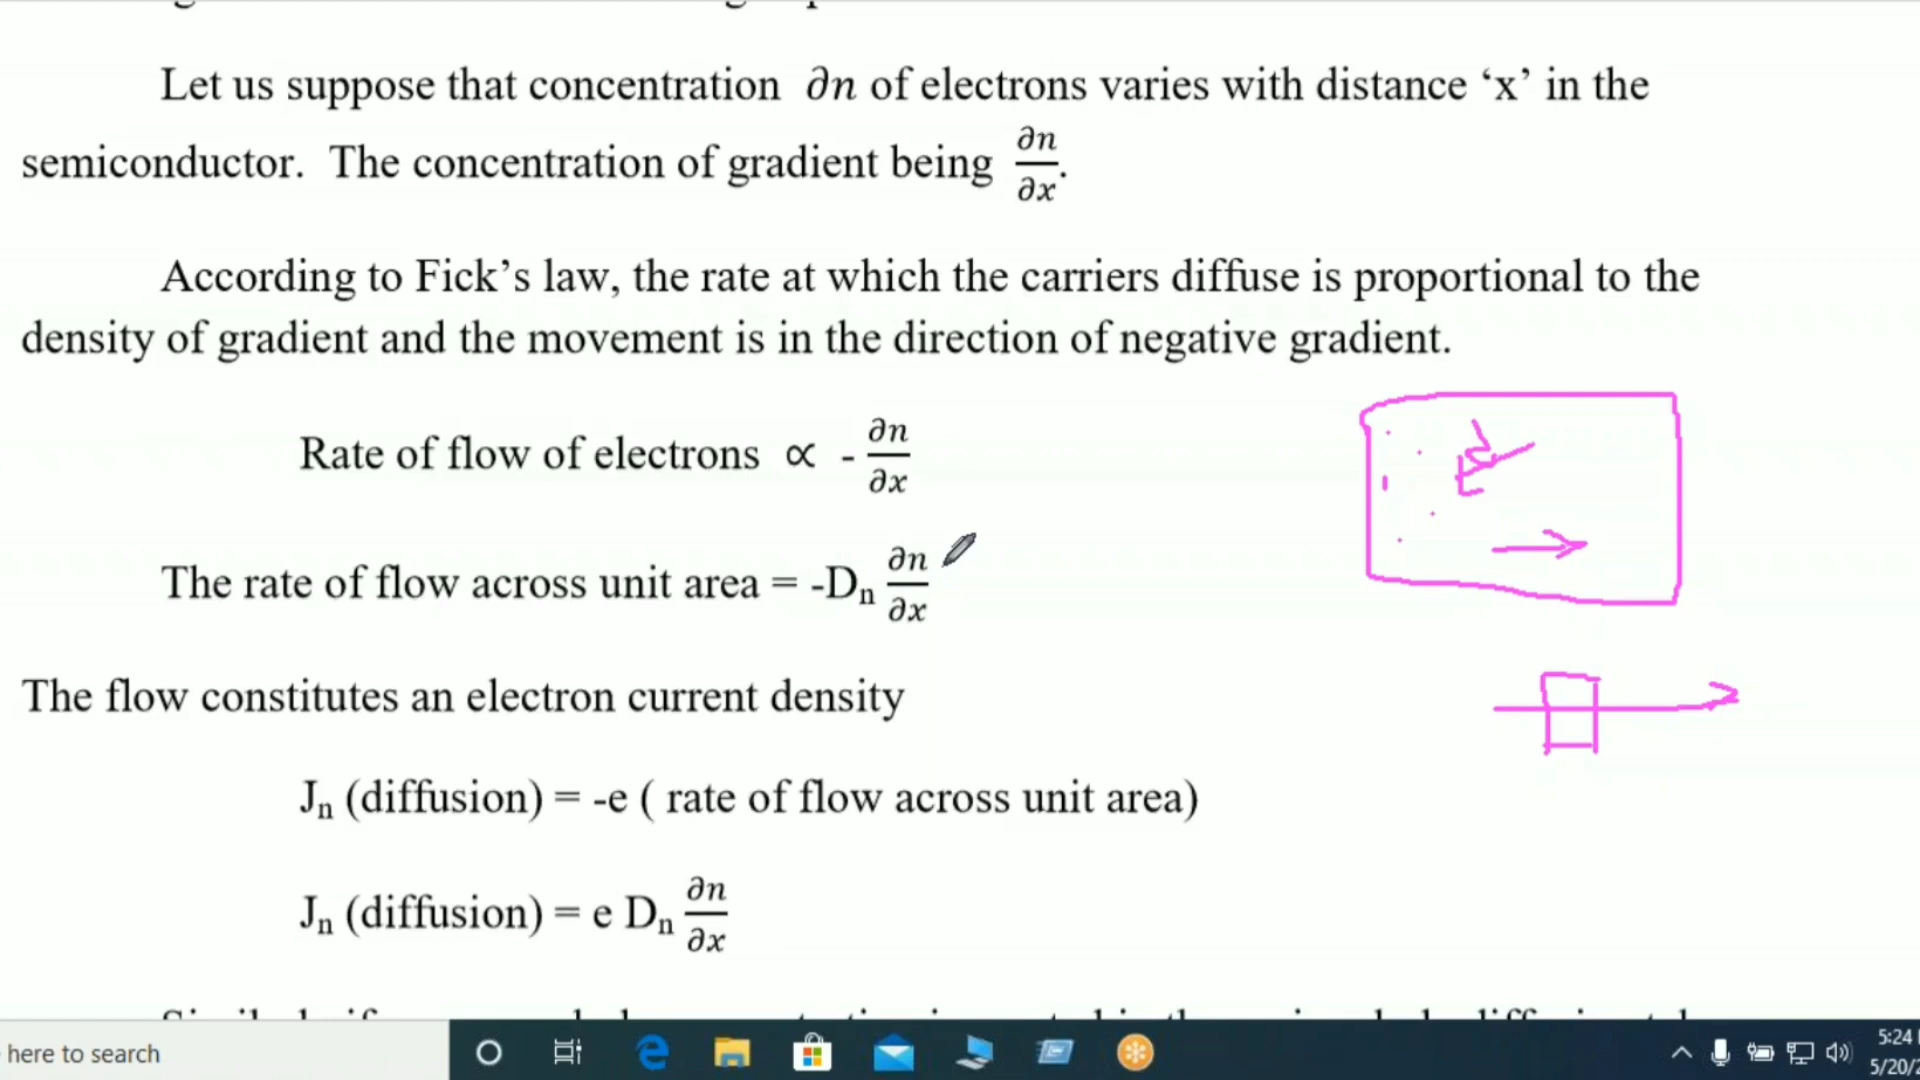 Let us suppose that concentration ∂n of electrons varies with distance ‘x’ in the
semiconductor. The concentration of gradient being ∂n/∂x.
According to Fick’s law, the rate at which the carriers diffuse is proportional to the
density of gradient and the movement is in the direction of negative gradient.
Rate of flow of electrons ∝ - ∂n/∂x
The rate of flow across unit area = -Dₙ ∂n/∂x
The flow constitutes an electron current density
Jₙ (diffusion) = -e ( rate of flow across unit area)
Jₙ (diffusion) = e Dₙ ∂n/∂x
here to search
5:24
5/20/2